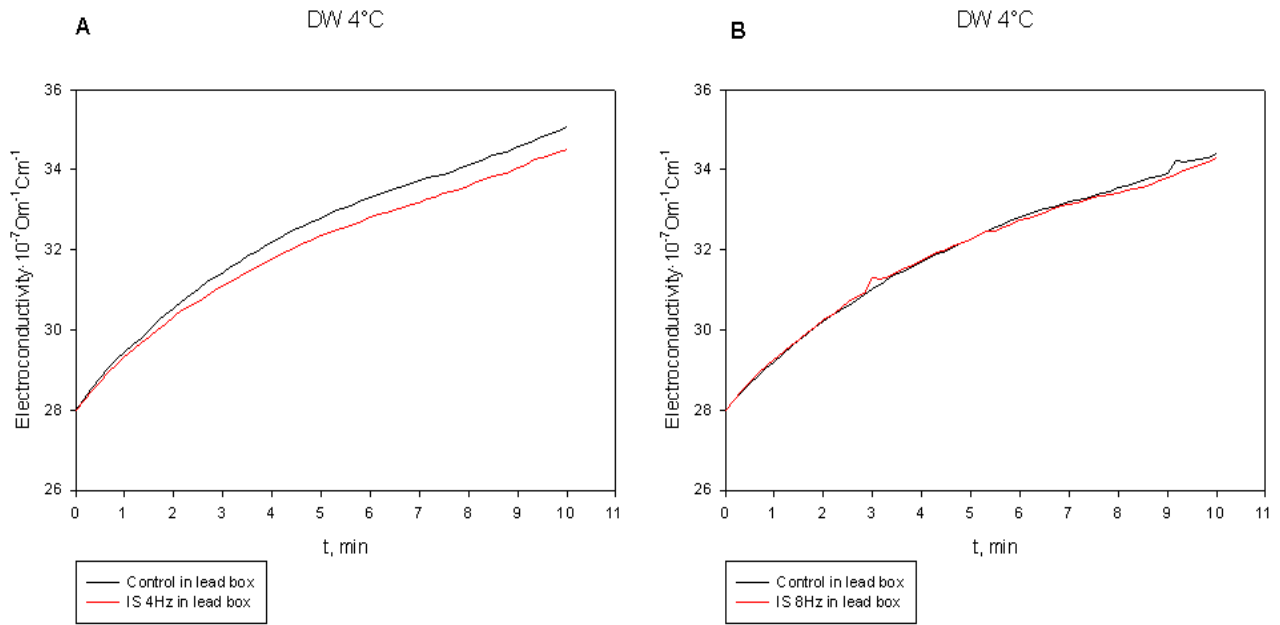 A
DW 4°C
Electroconductivity·10⁻⁷Om⁻¹Cm⁻¹
36
34
32
30
28
26
0 1 2 3 4 5 6 7 8 9 10 11
t, min
Control in lead box
IS 4Hz in lead box
B
DW 4°C
Electroconductivity·10⁻⁷Om⁻¹Cm⁻¹
36
34
32
30
28
26
0 1 2 3 4 5 6 7 8 9 10 11
t, min
Control in lead box
IS 8Hz in lead box